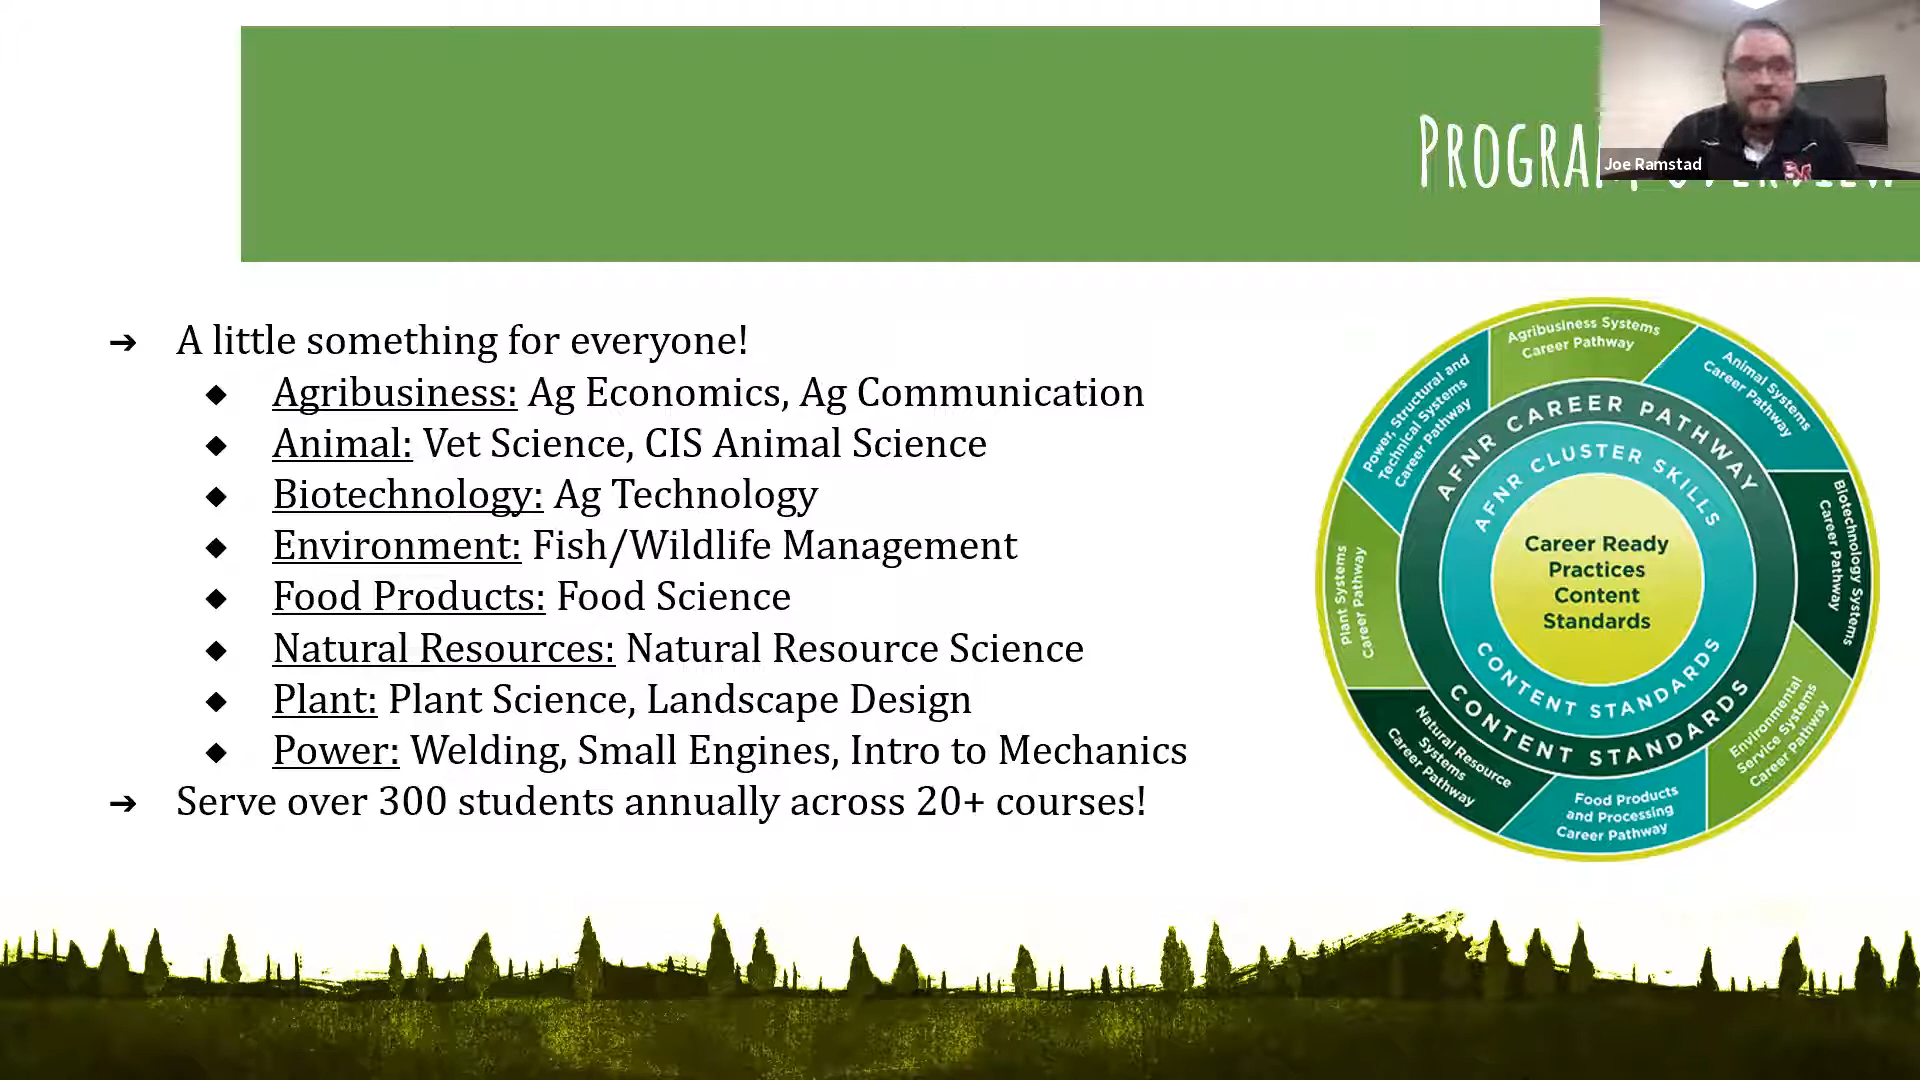 PROGRAM OVERVIEW
Joe Ramstad
➔ A little something for everyone!
◆ Agribusiness: Ag Economics, Ag Communication
◆ Animal: Vet Science, CIS Animal Science
◆ Biotechnology: Ag Technology
◆ Environment: Fish/Wildlife Management
◆ Food Products: Food Science
◆ Natural Resources: Natural Resource Science
◆ Plant: Plant Science, Landscape Design
◆ Power: Welding, Small Engines, Intro to Mechanics
➔ Serve over 300 students annually across 20+ courses!
Agribusiness Systems
Career Pathway
Animal Systems
Career Pathway
Biotechnology Systems
Career Pathway
Environmental
Service Systems
Career Pathway
Food Products
and Processing
Career Pathway
Natural Resource
Systems
Career Pathway
Plant Systems
Career Pathway
Power, Structural and
Technical Systems
Career Pathway
AFNR CAREER PATHWAY
CONTENT STANDARDS
AFNR CLUSTER SKILLS
CONTENT STANDARDS
Career Ready
Practices
Content
Standards